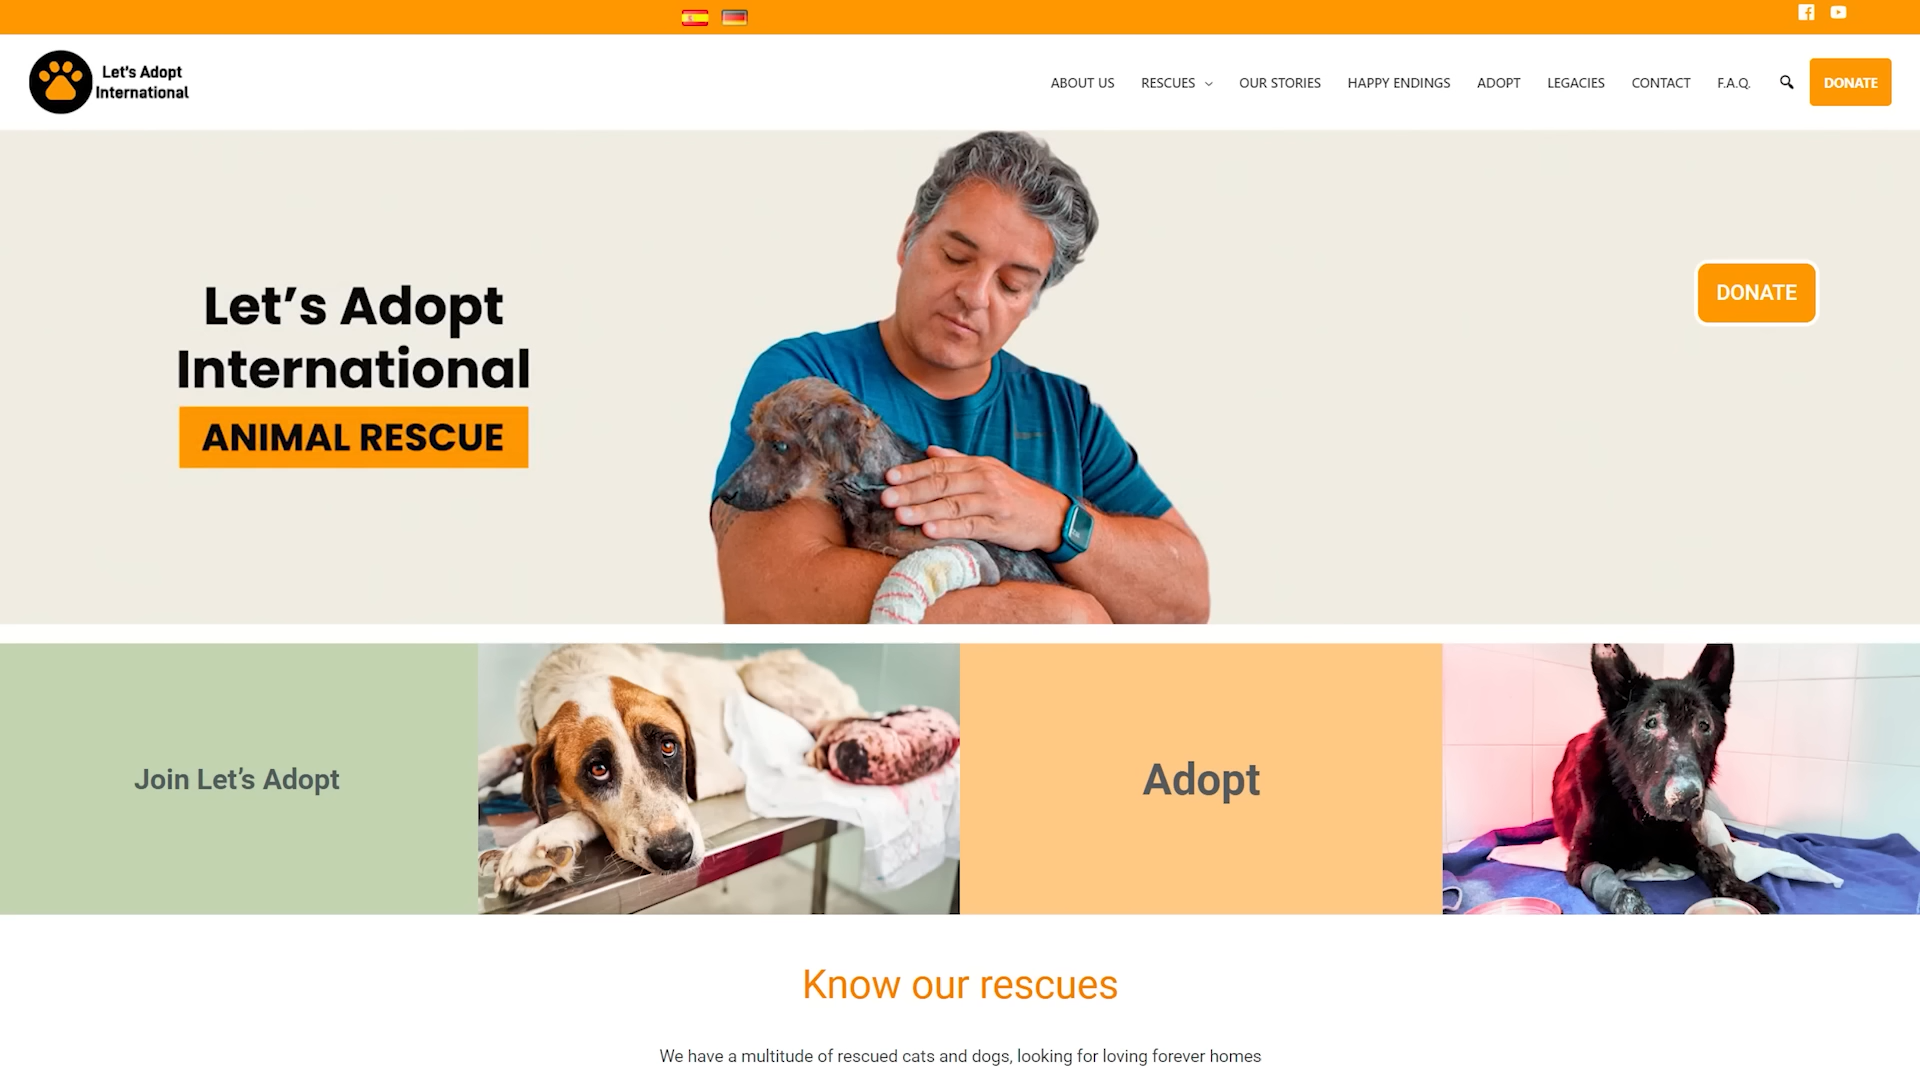 Let's Adopt
International
ABOUT US
RESCUES
OUR STORIES
HAPPY ENDINGS
ADOPT
LEGACIES
CONTACT
F.A.Q.
DONATE
Let’s Adopt
International
ANIMAL RESCUE
DONATE
Join Let’s Adopt
Adopt
Know our rescues
We have a multitude of rescued cats and dogs, looking for loving forever homes